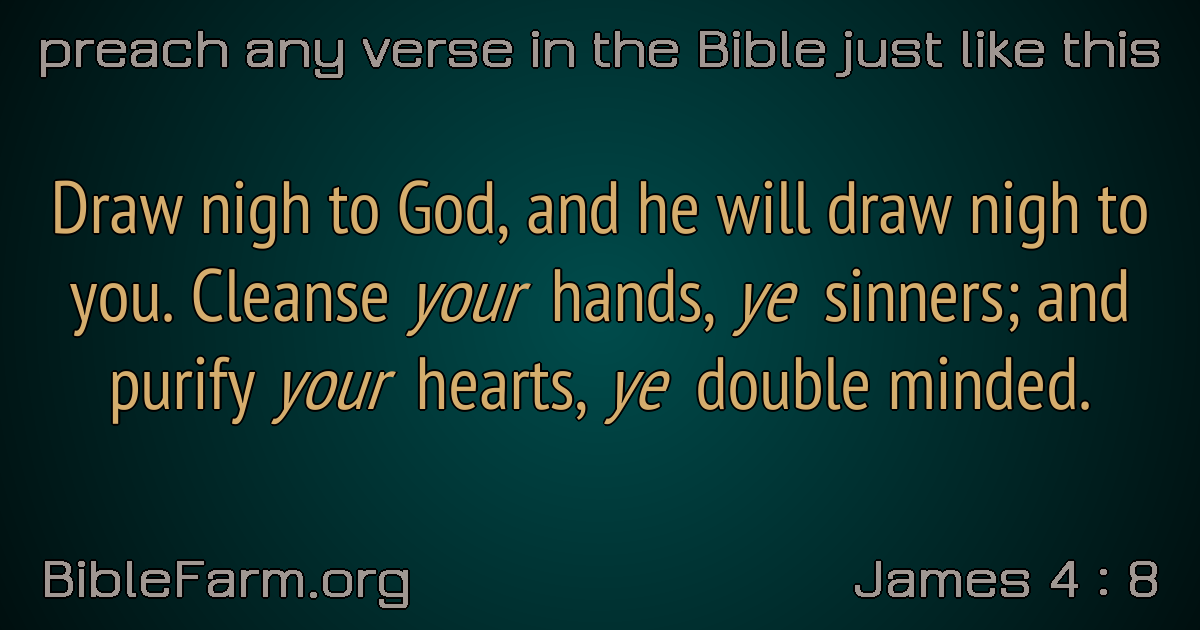 preach any verse in the Bible just like this
Draw nigh to God, and he will draw nigh to
you. Cleanse your hands, ye sinners; and
purify your hearts, ye double minded.
BibleFarm.org
James 4 : 8